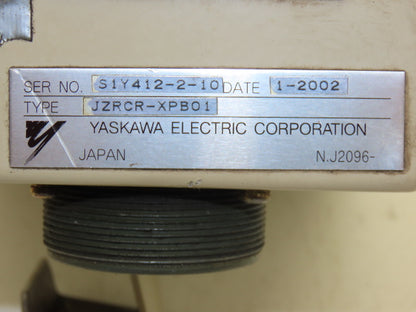 SER NO. S1Y412-2-10 DATE 1-2002
TYPE JZRCR-XPB01
YASKAWA ELECTRIC CORPORATION
JAPAN N.J2096-